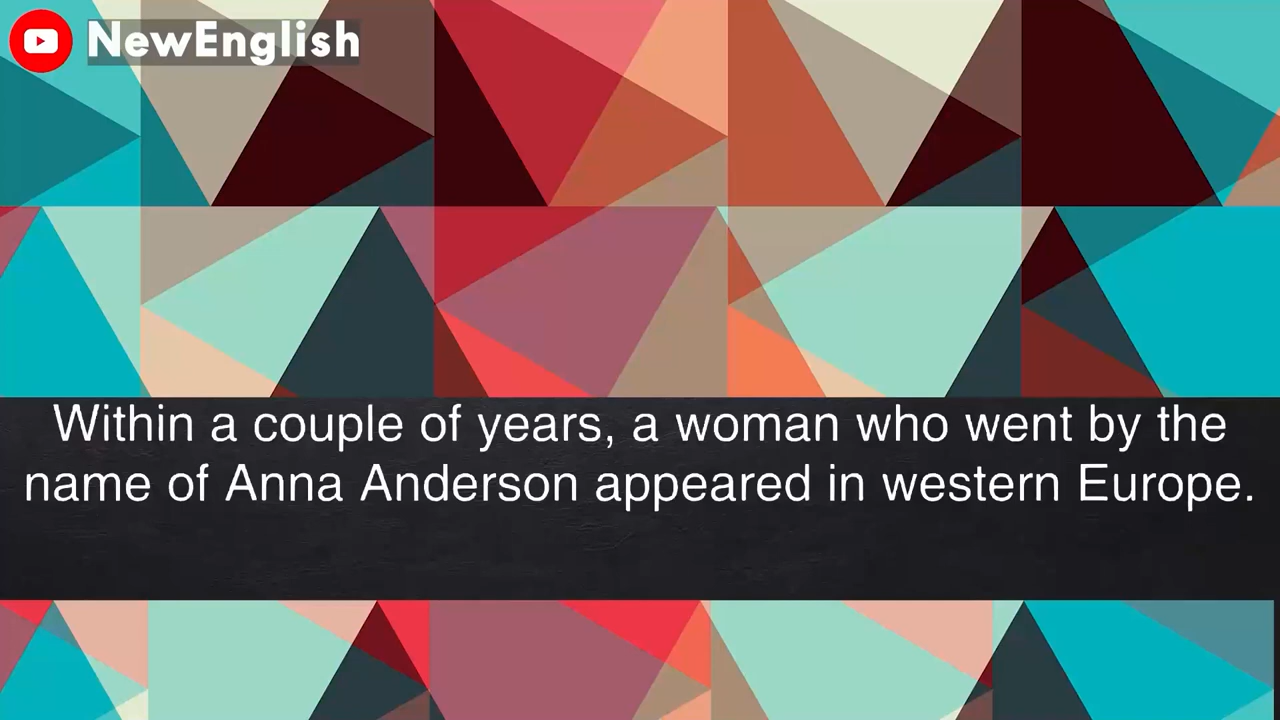 NewEnglish
Within a couple of years, a woman who went by the
name of Anna Anderson appeared in western Europe.